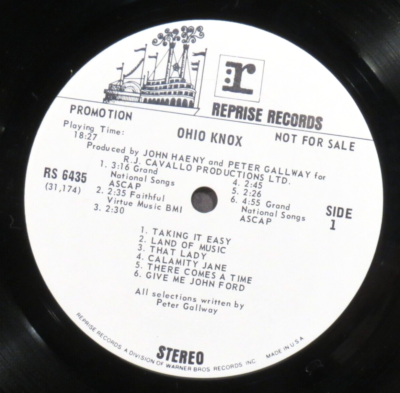 r:
REPRISE RECORDS
PROMOTION
OHIO KNOX
NOT FOR SALE
Playing Time:
18:27
Produced by JOHN HAENY and PETER GALLWAY for
R.J. CAVALLO PRODUCTIONS LTD.
RS 6435
(31,174)
1. 3:16 Grand
National Songs
ASCAP
2. 2:35 Faithful
Virtue Music BMI
3. 2:30
4. 2:45
5. 2:26
6. 4:55 Grand
National Songs
ASCAP
SIDE
1
1. TAKING IT EASY
2. LAND OF MUSIC
3. THAT LADY
4. CALAMITY JANE
5. THERE COMES A TIME
6. GIVE ME JOHN FORD
All selections written by
Peter Gallway
STEREO
REPRISE RECORDS, A DIVISION OF WARNER BROS. RECORDS, INC. MADE IN U.S.A.